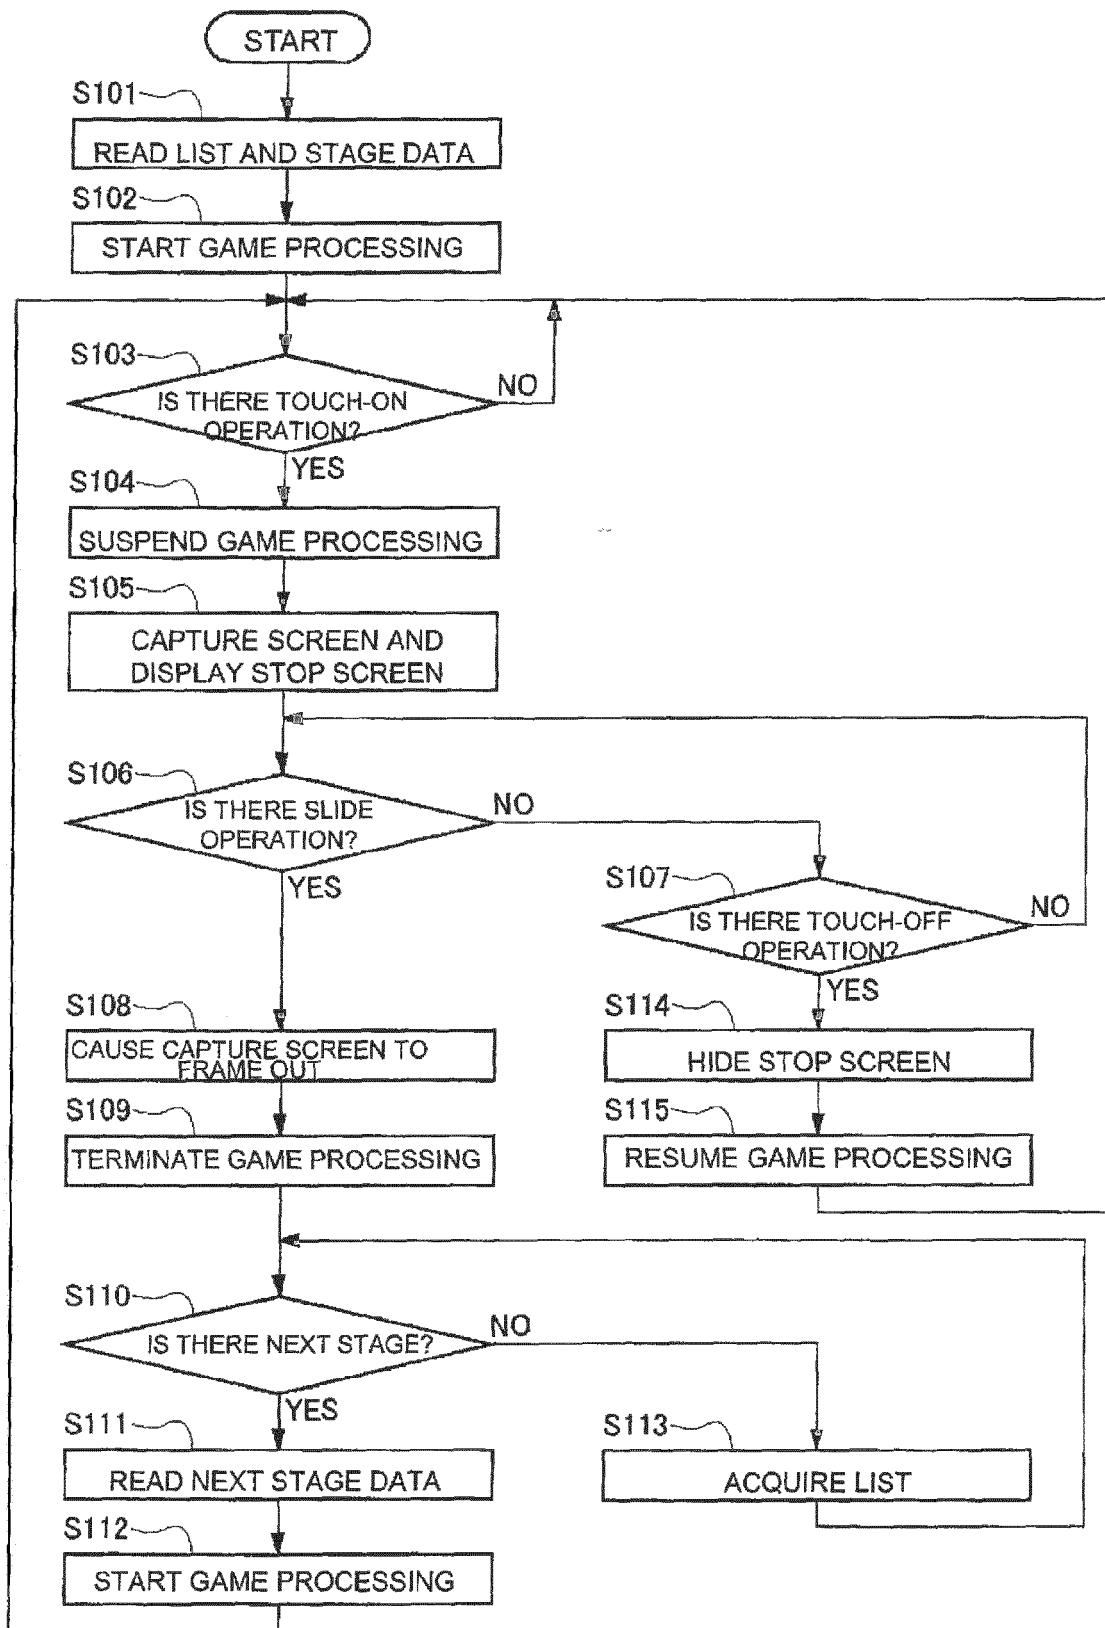 START
S101
READ LIST AND STAGE DATA
S102
START GAME PROCESSING
S103
IS THERE TOUCH-ON
OPERATION?
NO
YES
S104
SUSPEND GAME PROCESSING
S105
CAPTURE SCREEN AND
DISPLAY STOP SCREEN
S106
IS THERE SLIDE
OPERATION?
NO
YES
S107
IS THERE TOUCH-OFF
OPERATION?
NO
YES
S108
CAUSE CAPTURE SCREEN TO
FRAME OUT
S114
HIDE STOP SCREEN
S109
TERMINATE GAME PROCESSING
S115
RESUME GAME PROCESSING
S110
IS THERE NEXT STAGE?
NO
YES
S111
READ NEXT STAGE DATA
S113
ACQUIRE LIST
S112
START GAME PROCESSING